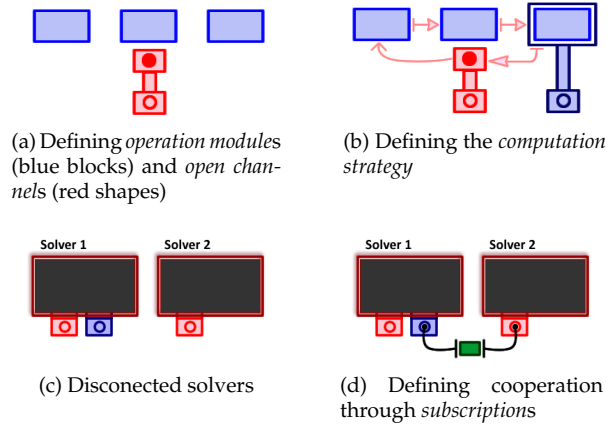 (a) Defining operation modules
(blue blocks) and open chan-
nels (red shapes)
(b) Defining the computation
strategy
Solver 1 Solver 2
Solver 1 Solver 2
(c) Disconected solvers
(d) Defining cooperation
through subscriptions